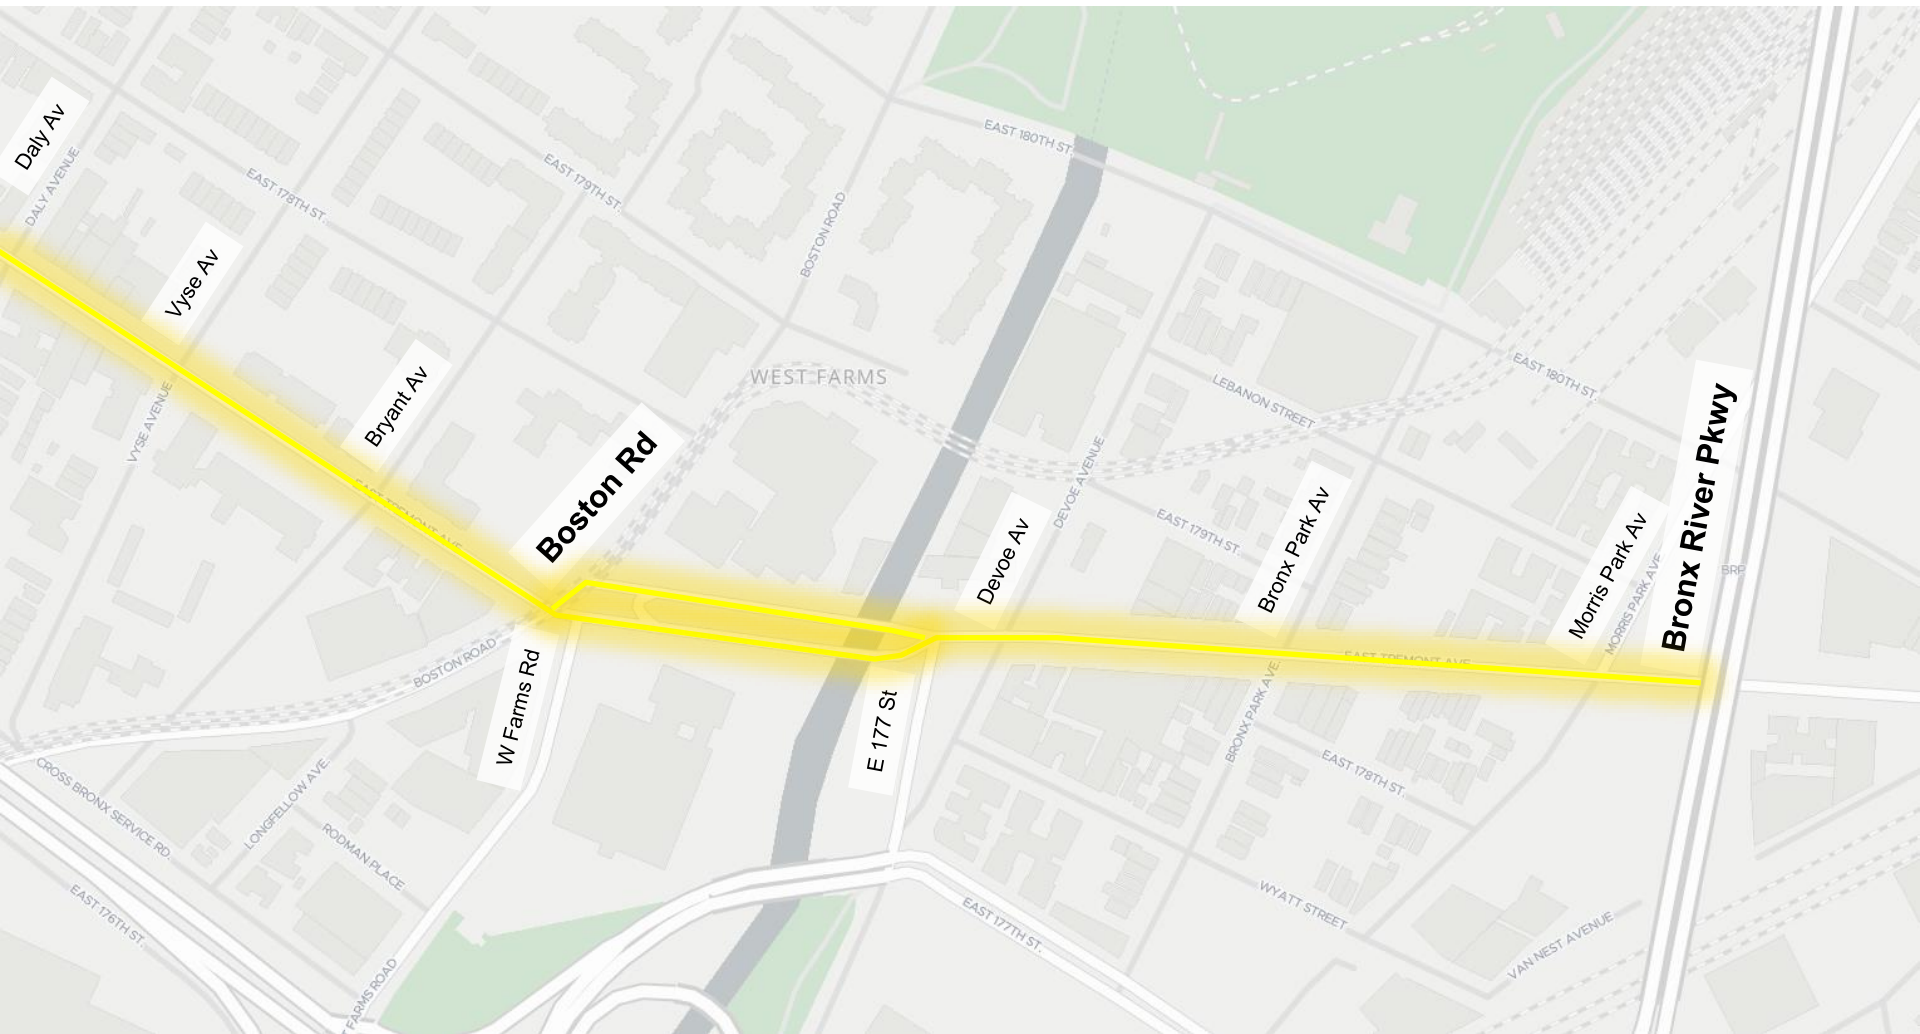 Daly Av
DALY AVENUE
Vyse Av
VYSE AVENUE
EAST 178TH ST.
EAST 179TH ST.
Bryant Av
EAST TREMONT AVE
Boston Rd
BOSTON ROAD
WEST FARMS
EAST 180TH ST.
LEBANON STREET
EAST 180TH ST.
DEVOE AVENUE
Devoe Av
EAST 179TH ST.
Bronx Park Av
BRONX PARK AVE
Morris Park Av
MORRIS PARK AVE
Bronx River Pkwy
BRP
EAST TREMONT AVE
W Farms Rd
BOSTON ROAD
E 177 St
EAST 178TH ST.
CROSS BRONX SERVICE RD.
LONGFELLOW AVE
RODMAN PLACE
EAST 176TH ST.
FARMS ROAD
EAST 177TH ST.
WYATT STREET
VAN NEST AVENUE